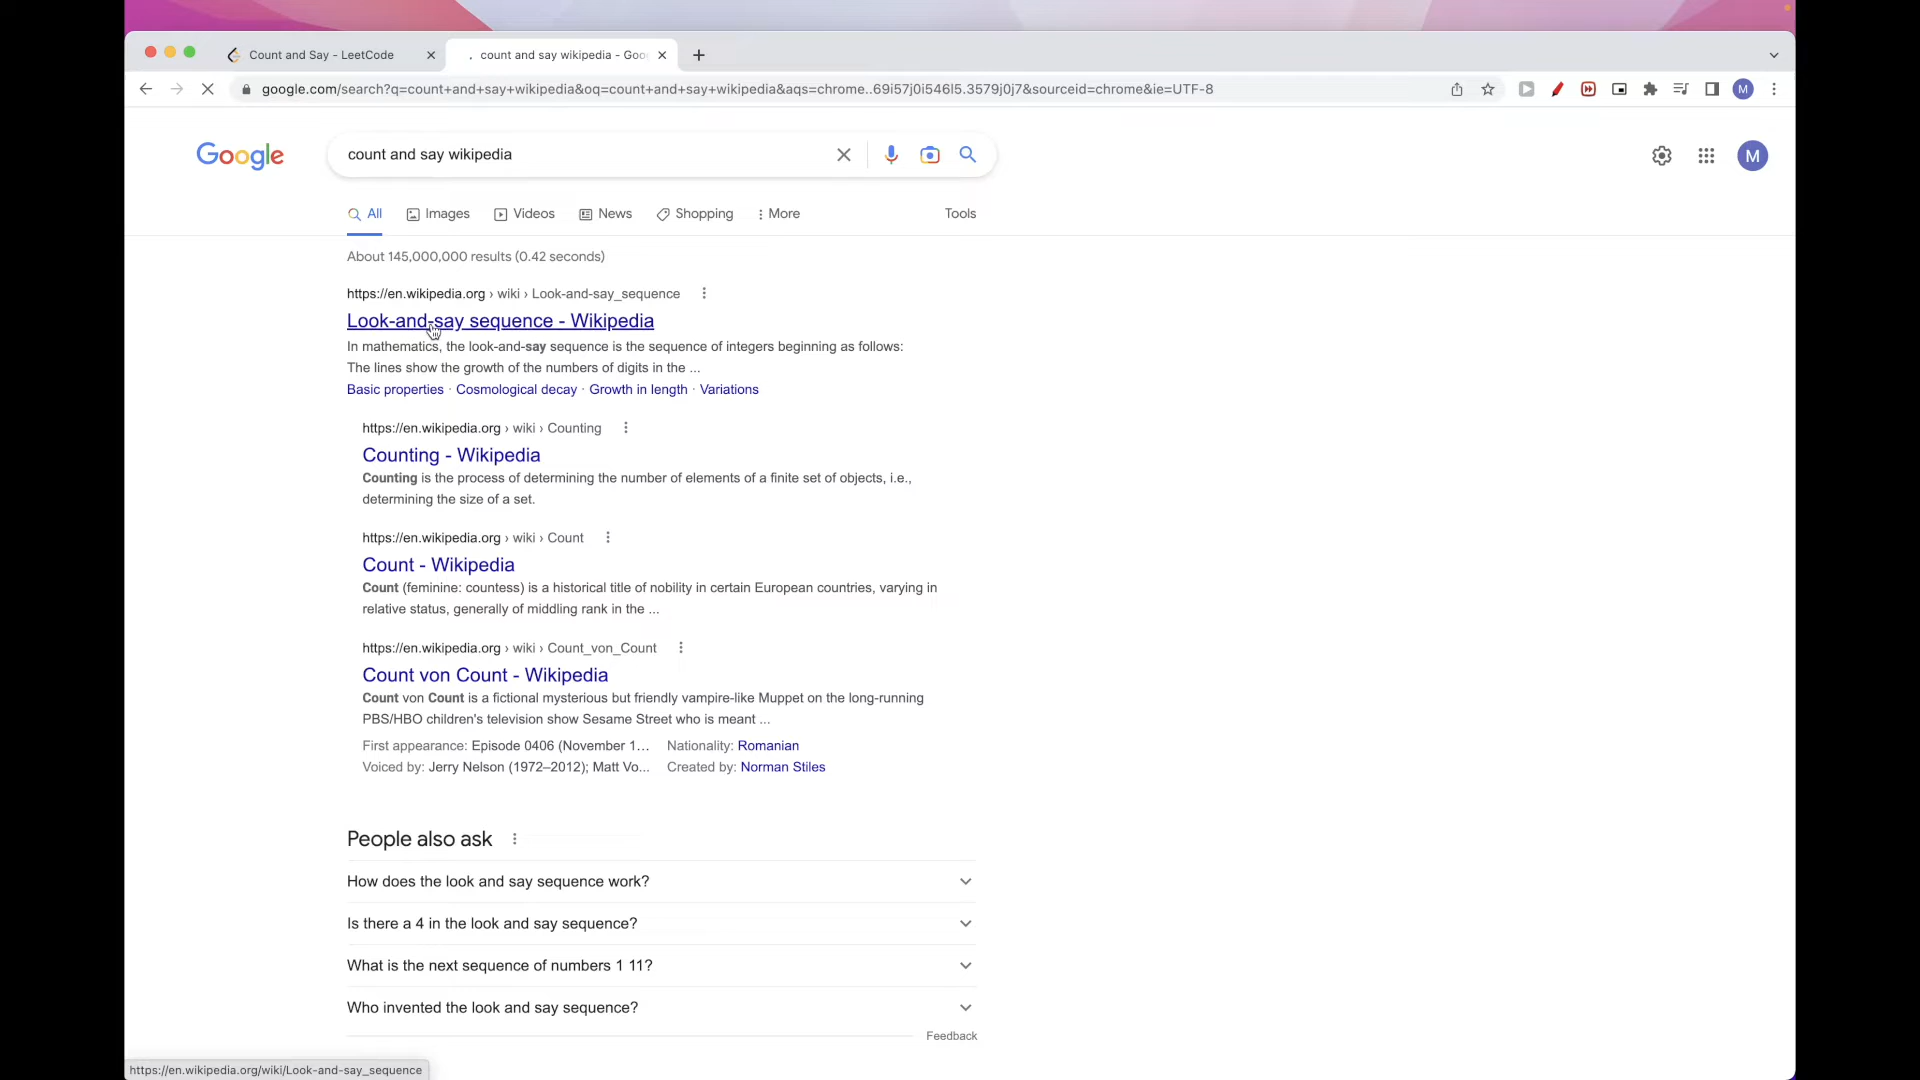 Count and Say - LeetCode
count and say wikipedia - Goo
google.com/search?q=count+and+say+wikipedia&oq=count+and+say+wikipedia&aqs=chrome..69i57j0i546l5.3579j0j7&sourceid=chrome&ie=UTF-8
M
Google
count and say wikipedia
M
All
Images
Videos
News
Shopping
More
Tools
About 145,000,000 results (0.42 seconds)
https://en.wikipedia.org › wiki › Look-and-say_sequence
Look-and-say sequence - Wikipedia
In mathematics, the look-and-say sequence is the sequence of integers beginning as follows:
The lines show the growth of the numbers of digits in the ...
Basic properties · Cosmological decay · Growth in length · Variations
https://en.wikipedia.org › wiki › Counting
Counting - Wikipedia
Counting is the process of determining the number of elements of a finite set of objects, i.e.,
determining the size of a set.
https://en.wikipedia.org › wiki › Count
Count - Wikipedia
Count (feminine: countess) is a historical title of nobility in certain European countries, varying in
relative status, generally of middling rank in the ...
https://en.wikipedia.org › wiki › Count_von_Count
Count von Count - Wikipedia
Count von Count is a fictional mysterious but friendly vampire-like Muppet on the long-running
PBS/HBO children's television show Sesame Street who is meant ...
First appearance: Episode 0406 (November 1... Nationality: Romanian
Voiced by: Jerry Nelson (1972–2012); Matt Vo... Created by: Norman Stiles
People also ask
How does the look and say sequence work?
Is there a 4 in the look and say sequence?
What is the next sequence of numbers 1 11?
Who invented the look and say sequence?
Feedback
https://en.wikipedia.org/wiki/Look-and-say_sequence